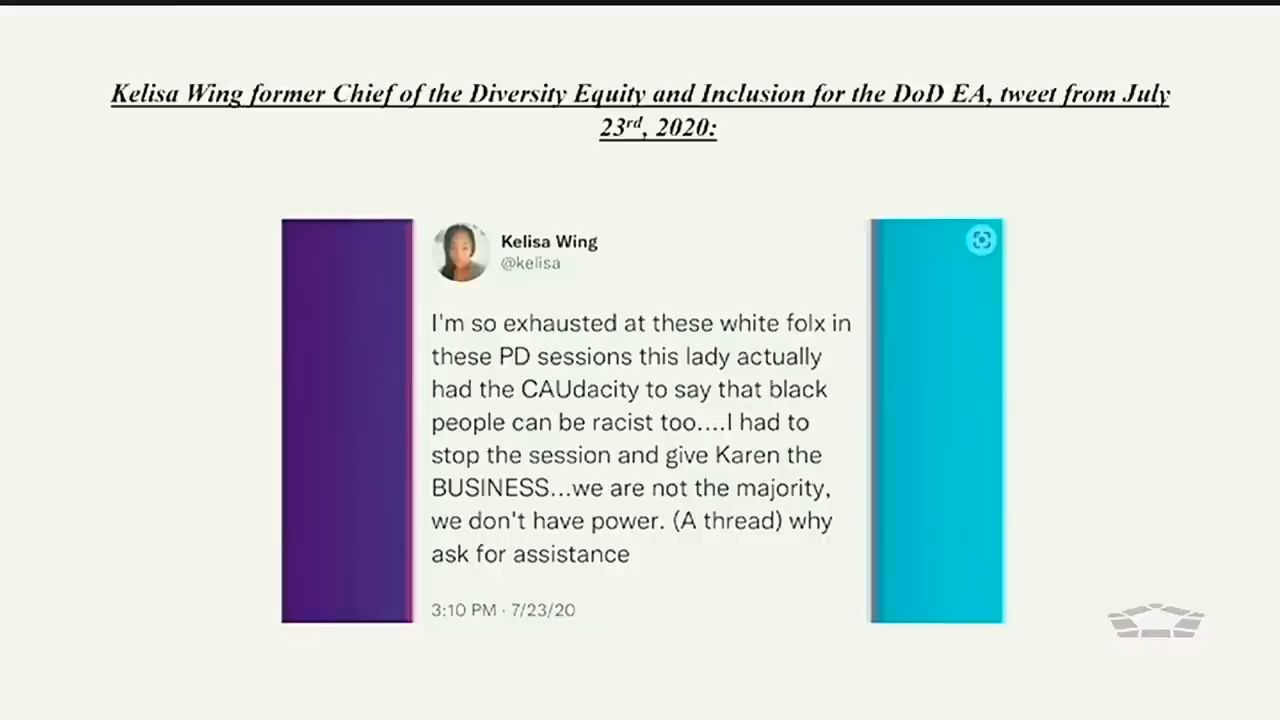 Kelisa Wing former Chief of the Diversity Equity and Inclusion for the DoD EA, tweet from July
23rd, 2020:
Kelisa Wing
@kelisa
I'm so exhausted at these white folx in
these PD sessions this lady actually
had the CAUdacity to say that black
people can be racist too....I had to
stop the session and give Karen the
BUSINESS...we are not the majority,
we don't have power. (A thread) why
ask for assistance
3:10 PM · 7/23/20